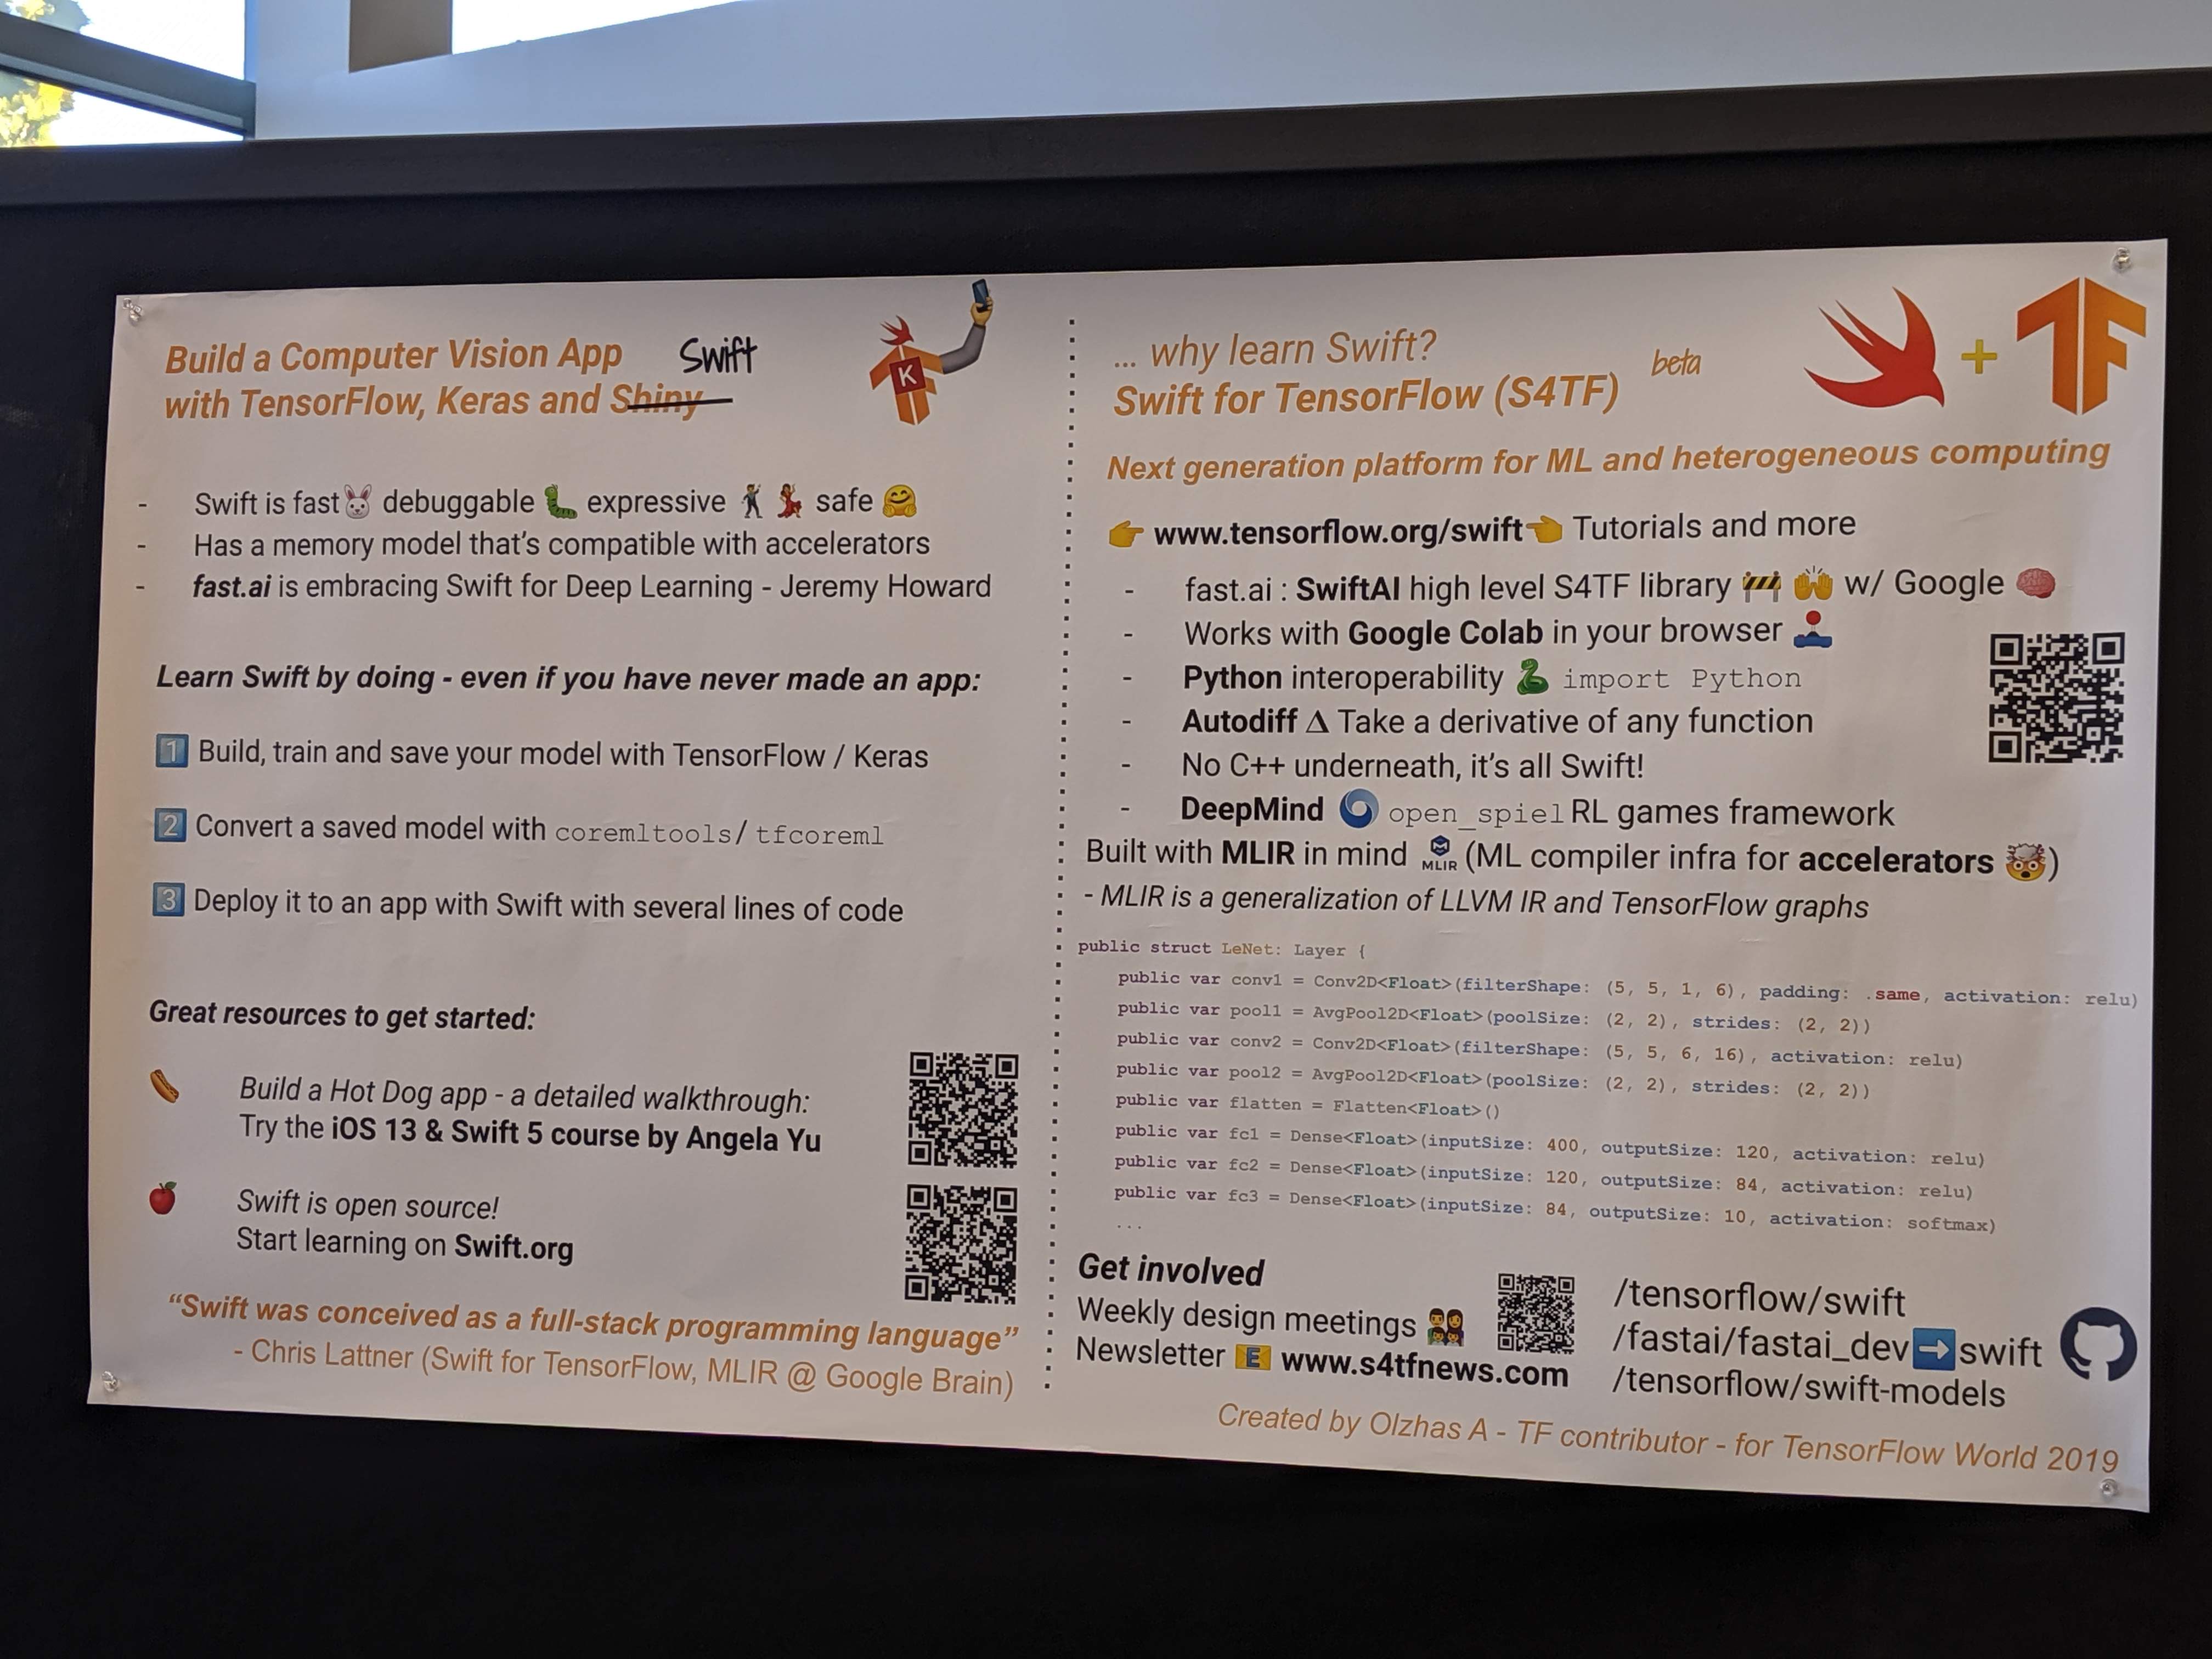 Build a Computer Vision App Swift
with TensorFlow, Keras and Shiny
K
- Swift is fast🐰 debuggable 🐛 expressive 🕺 💃 safe 🤗
- Has a memory model that's compatible with accelerators
- fast.ai is embracing Swift for Deep Learning - Jeremy Howard
Learn Swift by doing - even if you have never made an app:
1 Build, train and save your model with TensorFlow / Keras
2 Convert a saved model with coremltools/ tfcoreml
3 Deploy it to an app with Swift with several lines of code
Great resources to get started:
Build a Hot Dog app - a detailed walkthrough:
Try the iOS 13 & Swift 5 course by Angela Yu
Swift is open source!
Start learning on Swift.org
“Swift was conceived as a full-stack programming language”
- Chris Lattner (Swift for TensorFlow, MLIR @ Google Brain)
... why learn Swift?
Swift for TensorFlow (S4TF) beta
+ TF
Next generation platform for ML and heterogeneous computing
👉 www.tensorflow.org/swift👈 Tutorials and more
- fast.ai : SwiftAI high level S4TF library 🚧 🙌 w/ Google 🧠
- Works with Google Colab in your browser 🕹️
- Python interoperability 🐍 import Python
- Autodiff Δ Take a derivative of any function
- No C++ underneath, it's all Swift!
- DeepMind open_spiel RL games framework
Built with MLIR in mind MLIR (ML compiler infra for accelerators 🤯)
- MLIR is a generalization of LLVM IR and TensorFlow graphs
public struct LeNet: Layer {
public var conv1 = Conv2D<Float>(filterShape: (5, 5, 1, 6), padding: .same, activation: relu)
public var pool1 = AvgPool2D<Float>(poolSize: (2, 2), strides: (2, 2))
public var conv2 = Conv2D<Float>(filterShape: (5, 5, 6, 16), activation: relu)
public var pool2 = AvgPool2D<Float>(poolSize: (2, 2), strides: (2, 2))
public var flatten = Flatten<Float>()
public var fc1 = Dense<Float>(inputSize: 400, outputSize: 120, activation: relu)
public var fc2 = Dense<Float>(inputSize: 120, outputSize: 84, activation: relu)
public var fc3 = Dense<Float>(inputSize: 84, outputSize: 10, activation: softmax)
...
Get involved
Weekly design meetings
Newsletter 📧 www.s4tfnews.com
/tensorflow/swift
/fastai/fastai_dev➡️swift
/tensorflow/swift-models
Created by Olzhas A - TF contributor - for TensorFlow World 2019